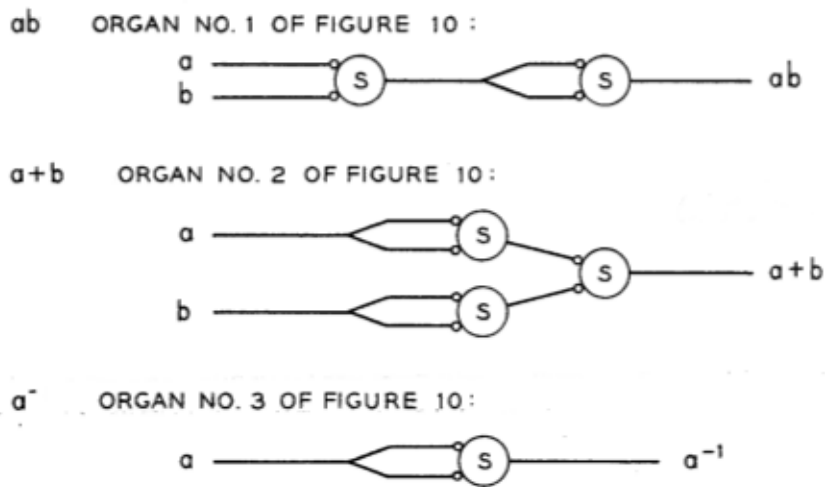 ab ORGAN NO. 1 OF FIGURE 10:
a
S
S
ab
b
a+b ORGAN NO. 2 OF FIGURE 10:
a
S
S
a+b
b
S
a⁻ ORGAN NO. 3 OF FIGURE 10:
a
S
a⁻¹